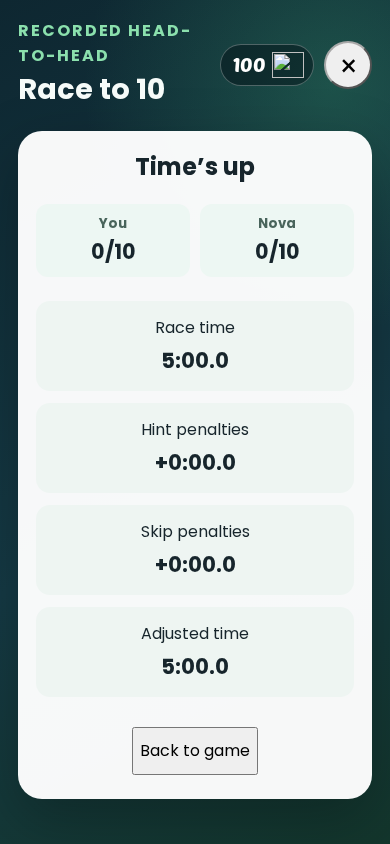 RECORDED HEAD-
TO-HEAD
Race to 10
100
×
Time’s up
You
0/10
Nova
0/10
Race time
5:00.0
Hint penalties
+0:00.0
Skip penalties
+0:00.0
Adjusted time
5:00.0
Back to game